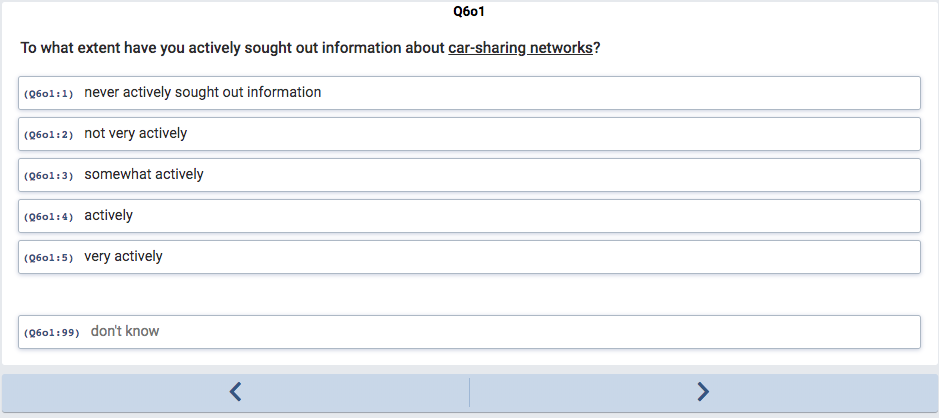 Q6o1
To what extent have you actively sought out information about car-sharing networks?
(Q6o1:1) never actively sought out information
(Q6o1:2) not very actively
(Q6o1:3) somewhat actively
(Q6o1:4) actively
(Q6o1:5) very actively
(Q6o1:99) don't know